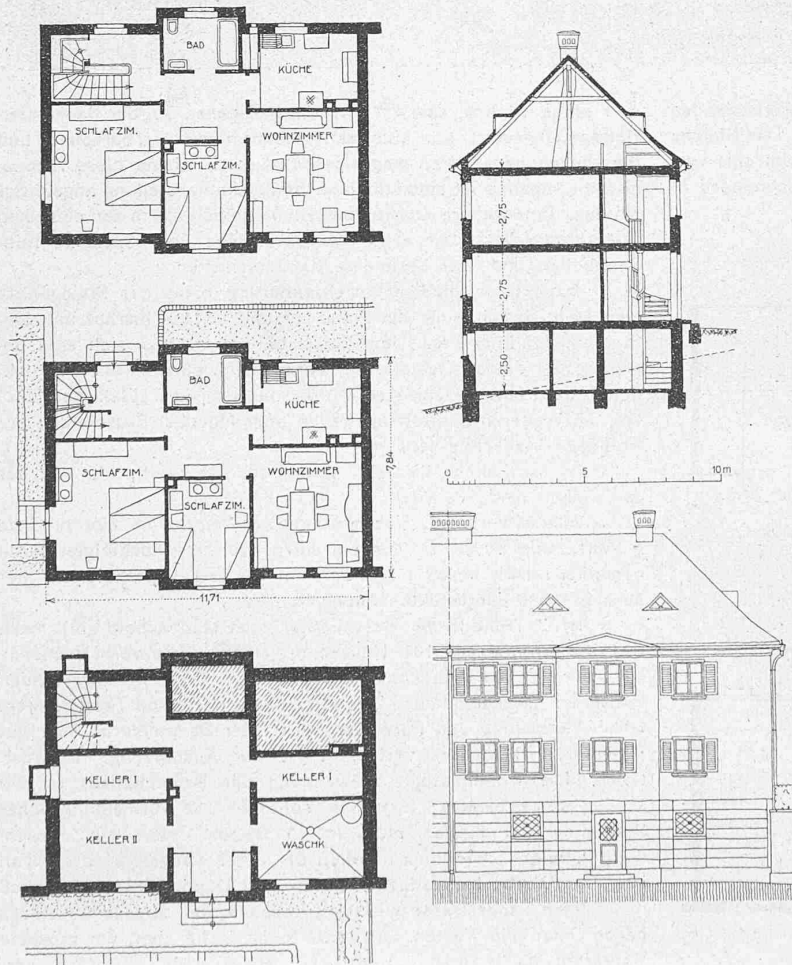 BAD
KÜCHE
SCHLAFZIM.
SCHLAFZIM.
WOHNZIMMER
2,75
2,75
2,50
BAD
KÜCHE
SCHLAFZIM.
SCHLAFZIM.
WOHNZIMMER
7,84
11,71
0 5 10 m
KELLER I
KELLER I
KELLER II
WASCHK